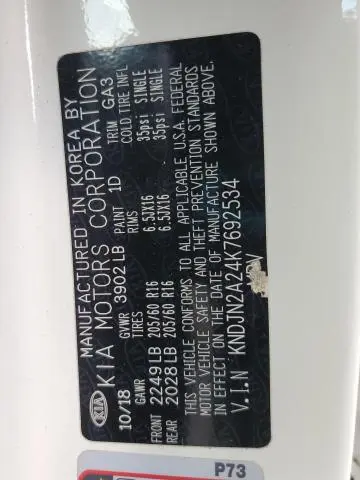 MANUFACTURED IN KOREA BY
KIA KIA MOTORS CORPORATION
10/18 GVWR 3902 LB PAINT 1D TRIM GA3
GAWR TIRES RIMS COLD TIRE INFL
FRONT 2249 LB 205/60 R16 6.5JX16 35psi SINGLE
REAR 2028 LB 205/60 R16 6.5JX16 35psi SINGLE
THIS VEHICLE CONFORMS TO ALL APPLICABLE U.S.A. FEDERAL
MOTOR VEHICLE SAFETY AND THEFT PREVENTION STANDARDS
IN EFFECT ON THE DATE OF MANUFACTURE SHOWN ABOVE.
V.I.N KNDJN2A24K7692534
P73